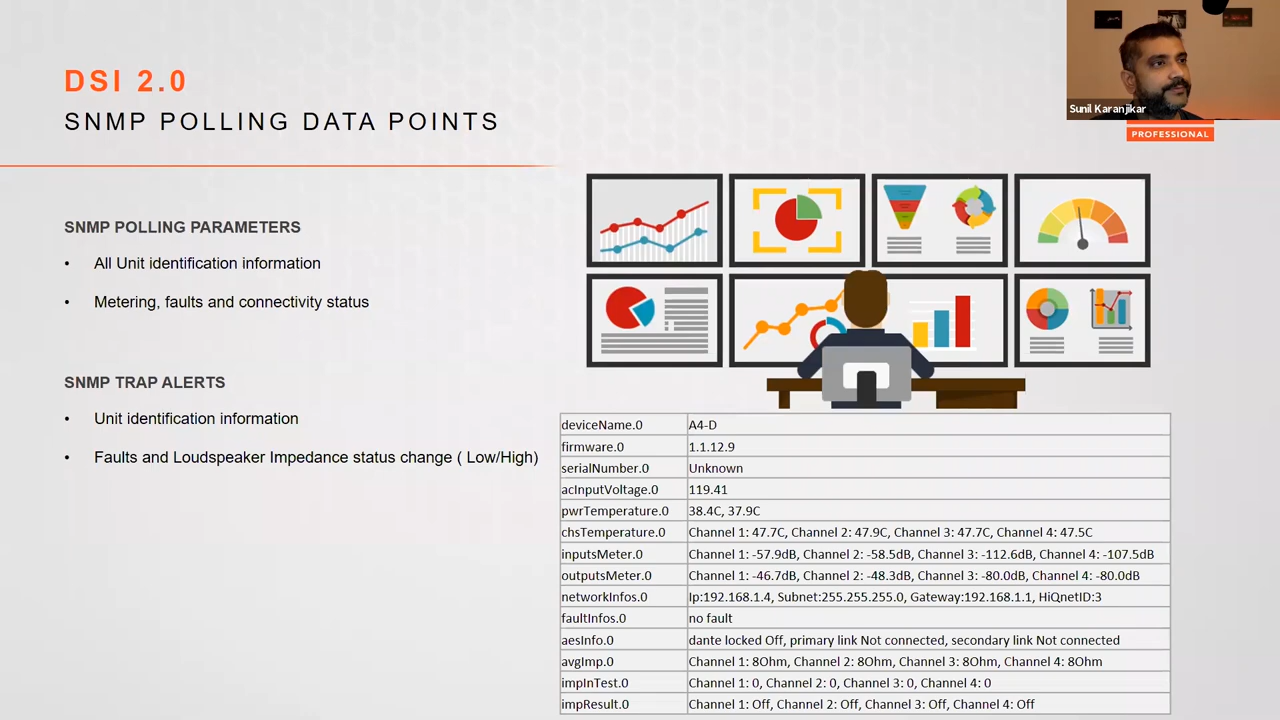 DSI 2.0
SNMP POLLING DATA POINTS
Sunil Karanjikar
PROFESSIONAL
SNMP POLLING PARAMETERS
• All Unit identification information
• Metering, faults and connectivity status
SNMP TRAP ALERTS
• Unit identification information
• Faults and Loudspeaker Impedance status change ( Low/High)
deviceName.0 A4-D
firmware.0 1.1.12.9
serialNumber.0 Unknown
acInputVoltage.0 119.41
pwrTemperature.0 38.4C, 37.9C
chsTemperature.0 Channel 1: 47.7C, Channel 2: 47.9C, Channel 3: 47.7C, Channel 4: 47.5C
inputsMeter.0 Channel 1: -57.9dB, Channel 2: -58.5dB, Channel 3: -112.6dB, Channel 4: -107.5dB
outputsMeter.0 Channel 1: -46.7dB, Channel 2: -48.3dB, Channel 3: -80.0dB, Channel 4: -80.0dB
networkInfos.0 Ip:192.168.1.4, Subnet:255.255.255.0, Gateway:192.168.1.1, HiQnetID:3
faultInfos.0 no fault
aesInfo.0 dante locked Off, primary link Not connected, secondary link Not connected
avgImp.0 Channel 1: 8Ohm, Channel 2: 8Ohm, Channel 3: 8Ohm, Channel 4: 8Ohm
impInTest.0 Channel 1: 0, Channel 2: 0, Channel 3: 0, Channel 4: 0
impResult.0 Channel 1: Off, Channel 2: Off, Channel 3: Off, Channel 4: Off